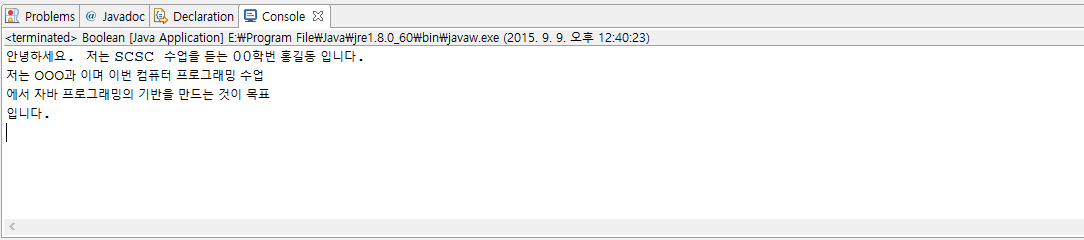 Problems @ Javadoc Declaration Console
<terminated> Boolean [Java Application] E:₩Program File₩Java₩jre1.8.0_60₩bin₩javaw.exe (2015. 9. 9. 오후 12:40:23)
안녕하세요. 저는 SCSC 수업을 듣는 00학번 홍길동 입니다.
저는 OOO과 이며 이번 컴퓨터 프로그래밍 수업
에서 자바 프로그래밍의 기반을 만드는 것이 목표
입니다.